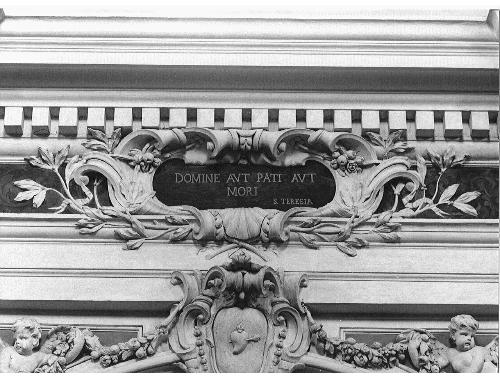 DOMINE AVT PATI AVT
MORI
S. TERESIA